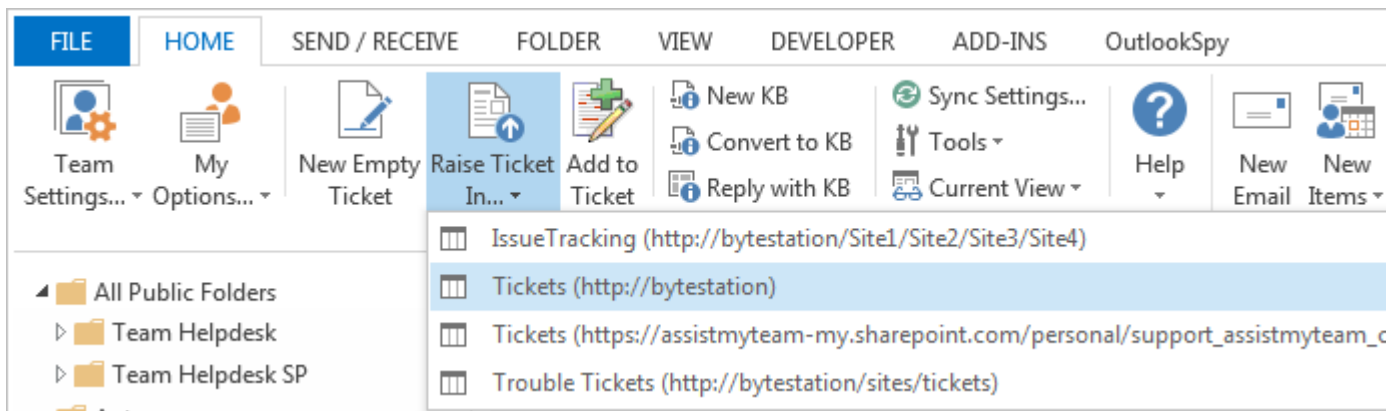 FILE HOME SEND / RECEIVE FOLDER VIEW DEVELOPER ADD-INS OutlookSpy
Team Settings...
My Options...
New Empty Ticket
Raise Ticket In...
Add to Ticket
New KB
Convert to KB
Reply with KB
Sync Settings...
Tools
Current View
Help
New Email
New Items
IssueTracking (http://bytestation/Site1/Site2/Site3/Site4)
Tickets (http://bytestation)
Tickets (https://assistmyteam-my.sharepoint.com/personal/support_assistmyteam_c
Trouble Tickets (http://bytestation/sites/tickets)
All Public Folders
Team Helpdesk
Team Helpdesk SP